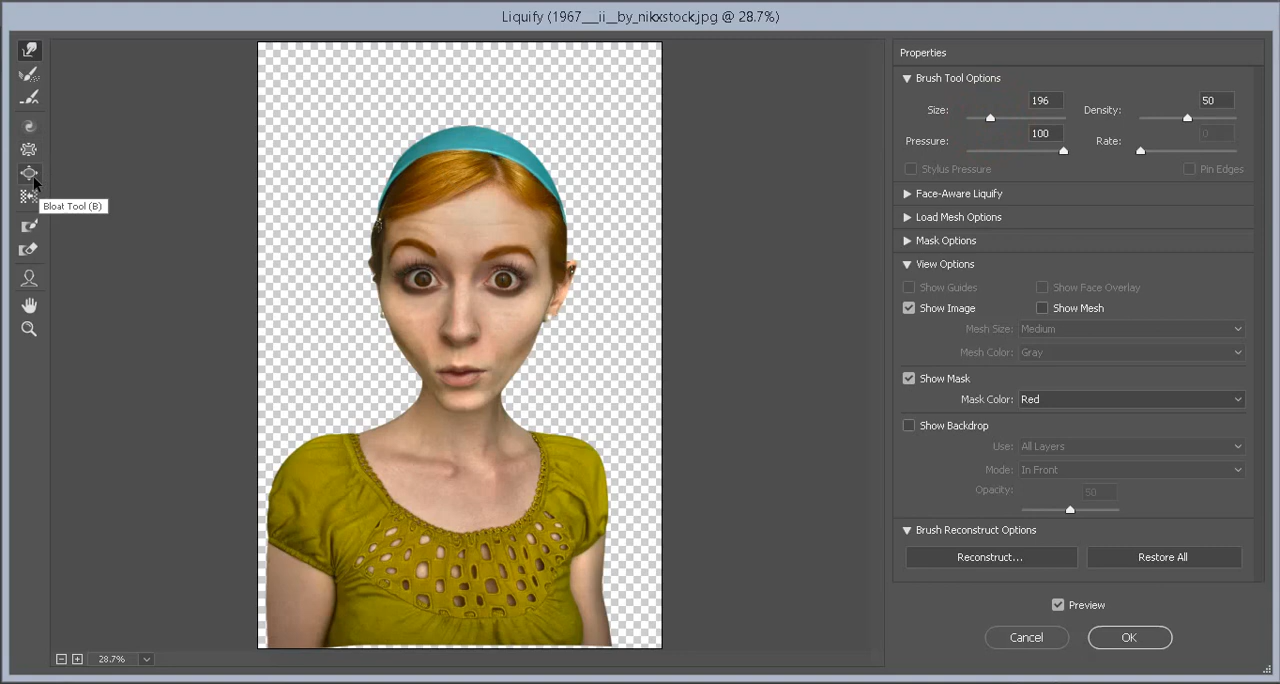 Liquify (1967__ii__by_nikxstock.jpg @ 28.7%)
Properties
Brush Tool Options
Size: 196 Density: 50
Pressure: 100 Rate: 0
Stylus Pressure Pin Edges
Face-Aware Liquify
Load Mesh Options
Mask Options
View Options
Show Guides Show Face Overlay
Show Image Show Mesh
Mesh Size: Medium
Mesh Color: Gray
Show Mask
Mask Color: Red
Show Backdrop
Use: All Layers
Mode: In Front
Opacity: 50
Brush Reconstruct Options
Reconstruct... Restore All
Preview
Cancel OK
Bloat Tool (B)
28.7%